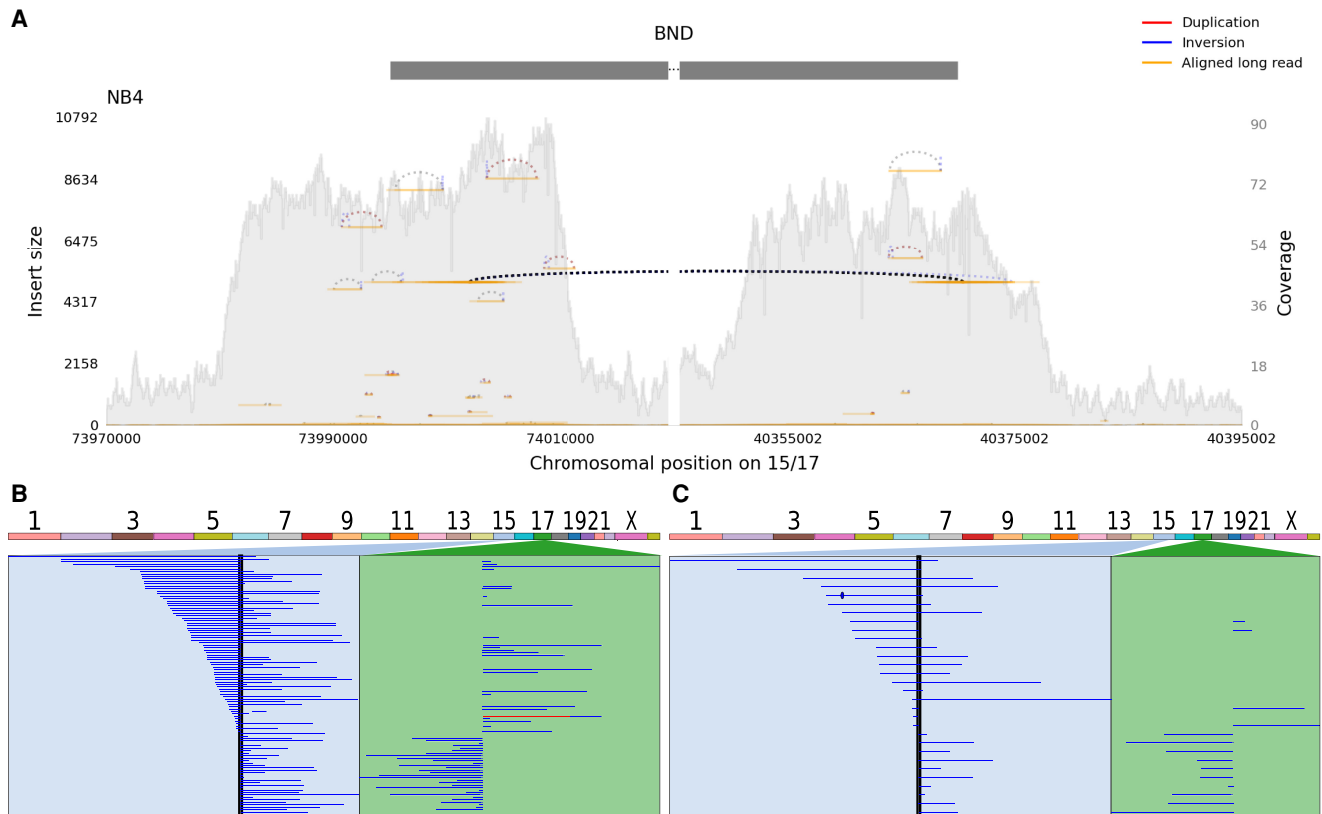 A
BND
Duplication
Inversion
Aligned long read
NB4
10792
8634
6475
4317
2158
0
Insert size
90
72
54
36
18
0
Coverage
73970000 73990000 74010000 40355002 40375002 40395002
Chromosomal position on 15/17
B
1 3 5 7 9 11 13 15 17 19 21 X
C
1 3 5 7 9 11 13 15 17 19 21 X